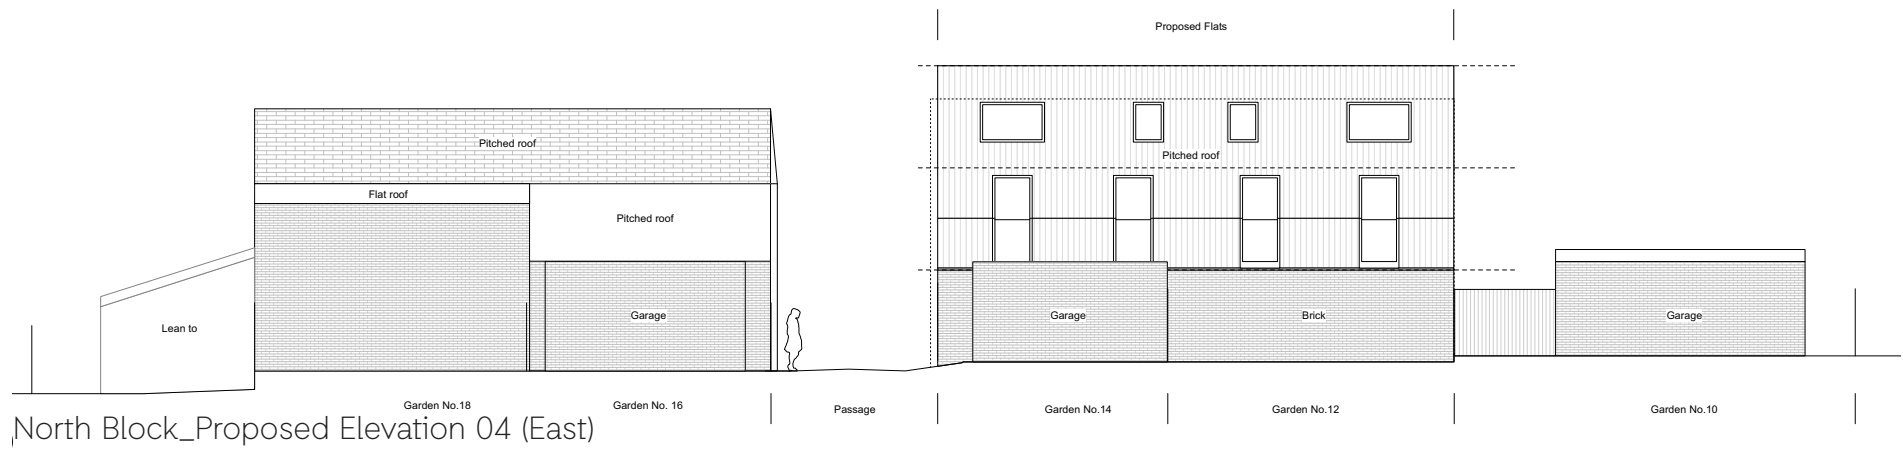 Proposed Flats
Pitched roof
Pitched roof
Flat roof
Pitched roof
Lean to
Garage
Garage
Brick
Garage
Garden No.18
Garden No. 16
Passage
Garden No.14
Garden No.12
Garden No.10
North Block_Proposed Elevation 04 (East)